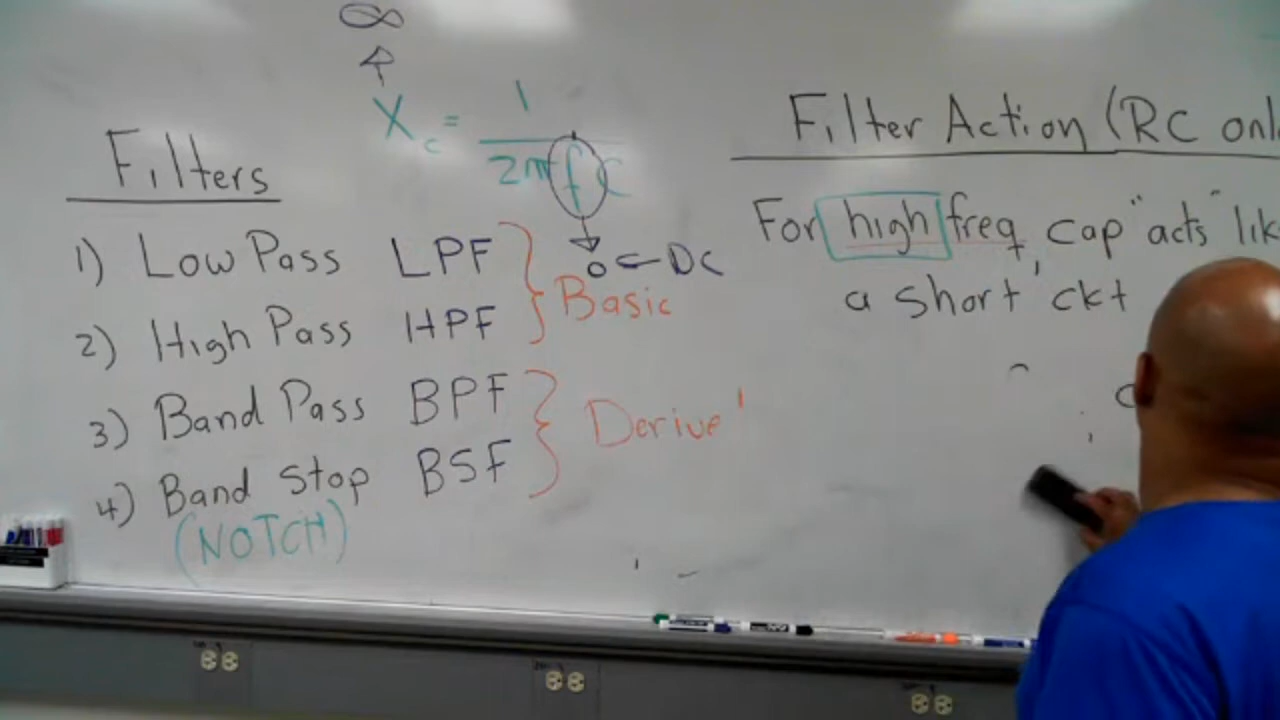 ∞
↑
X_c = 1 / 2πfC
0 ← DC
Filters
1) Low Pass LPF
2) High Pass HPF
Basic
3) Band Pass BPF
4) Band Stop BSF
Derive'
(NOTCH)
Filter Action (RC onl
For high freq cap "acts" lik
a short' ckt